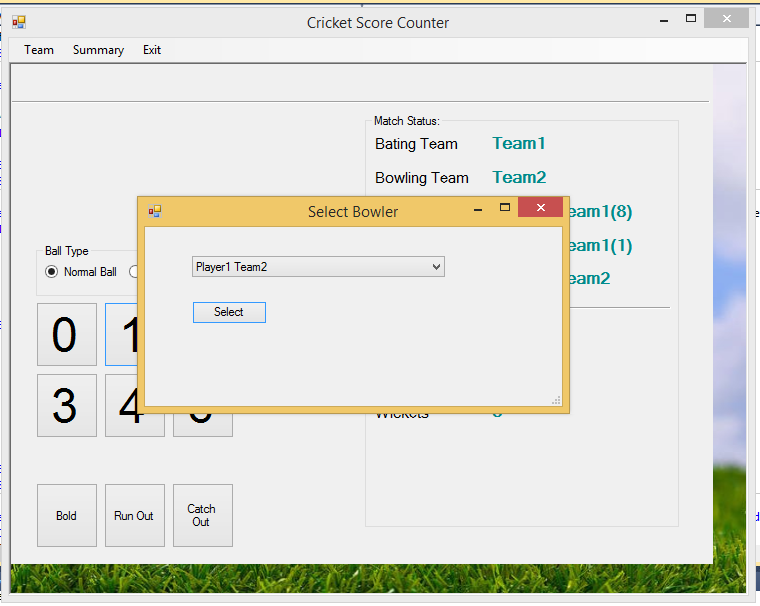 Cricket Score Counter
Team Summary Exit
Match Status:
Bating Team Team1
Bowling Team Team2
Select Bowler
eam1(8)
eam1(1)
eam2
Ball Type
Normal Ball
Player1 Team2
Select
0 1
3 4
Wickets
Bold
Run Out
Catch
Out